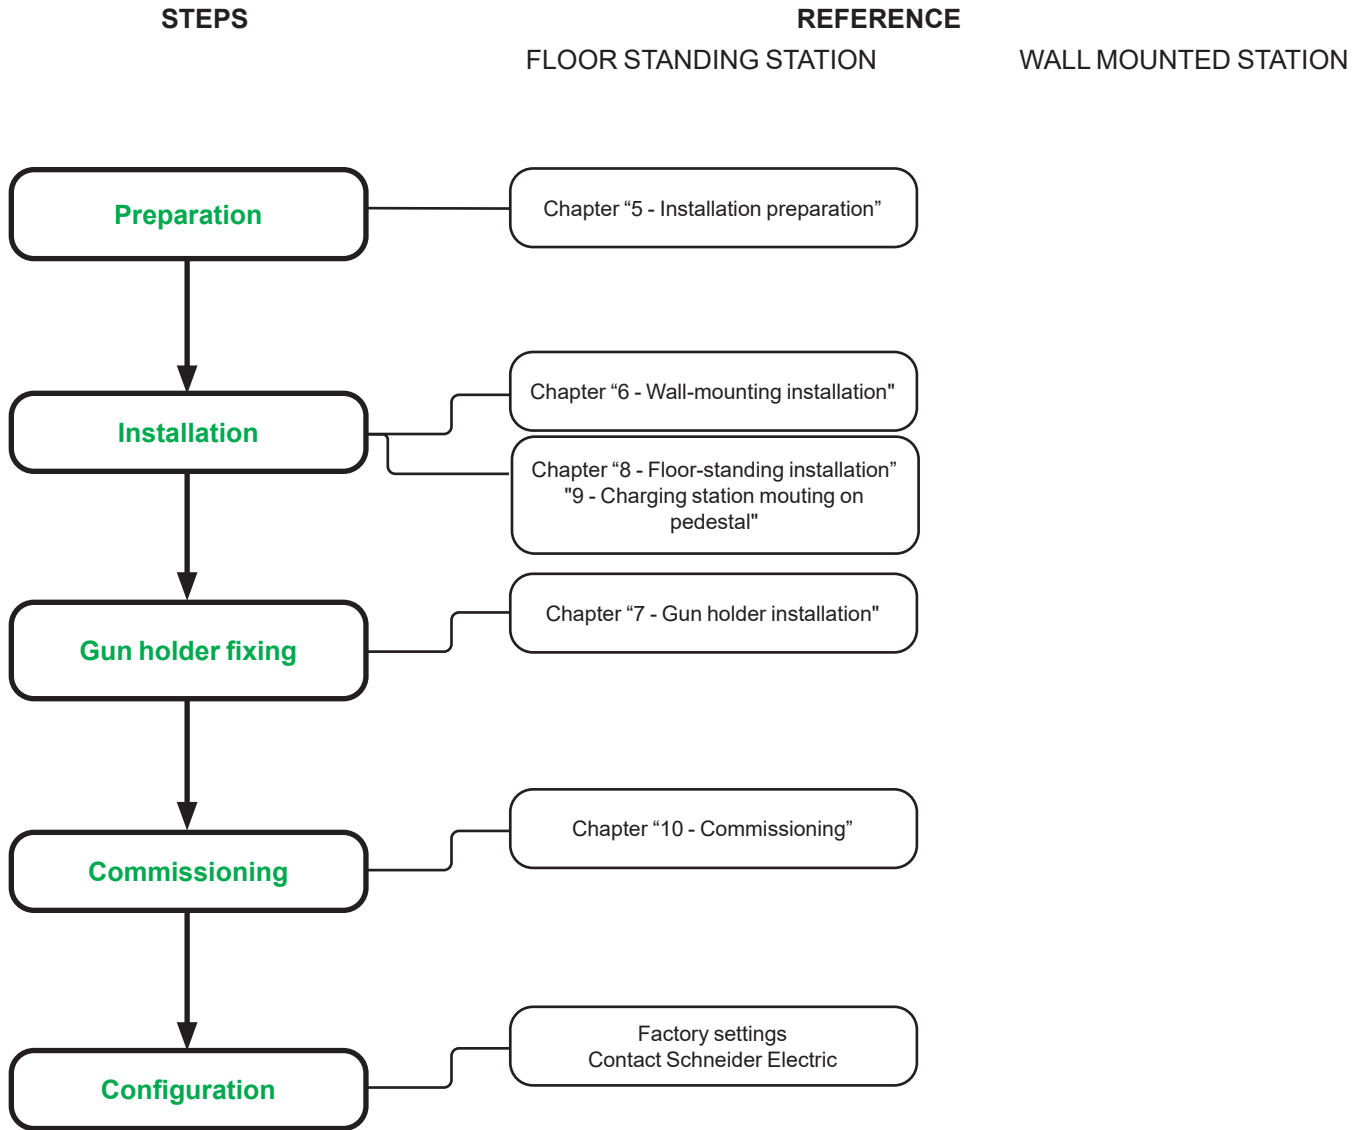 STEPS
REFERENCE
FLOOR STANDING STATION
WALL MOUNTED STATION
Preparation
Chapter “5 - Installation preparation”
Installation
Chapter “6 - Wall-mounting installation"
Chapter “8 - Floor-standing installation”
"9 - Charging station mouting on
pedestal"
Gun holder fixing
Chapter “7 - Gun holder installation"
Commissioning
Chapter “10 - Commissioning”
Configuration
Factory settings
Contact Schneider Electric